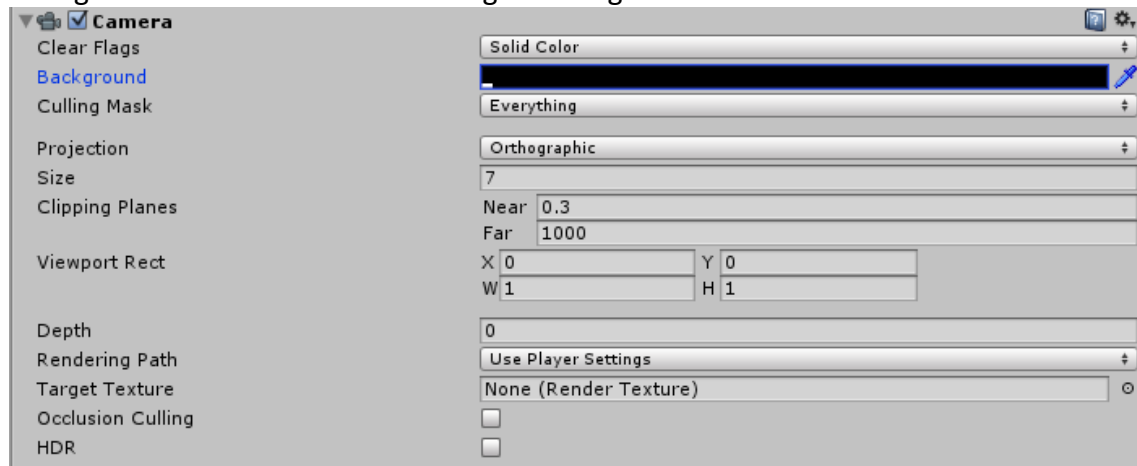 Camera
Clear Flags Solid Color
Background
Culling Mask Everything
Projection Orthographic
Size 7
Clipping Planes Near 0.3
Far 1000
Viewport Rect X 0 Y 0
W 1 H 1
Depth 0
Rendering Path Use Player Settings
Target Texture None (Render Texture)
Occlusion Culling
HDR